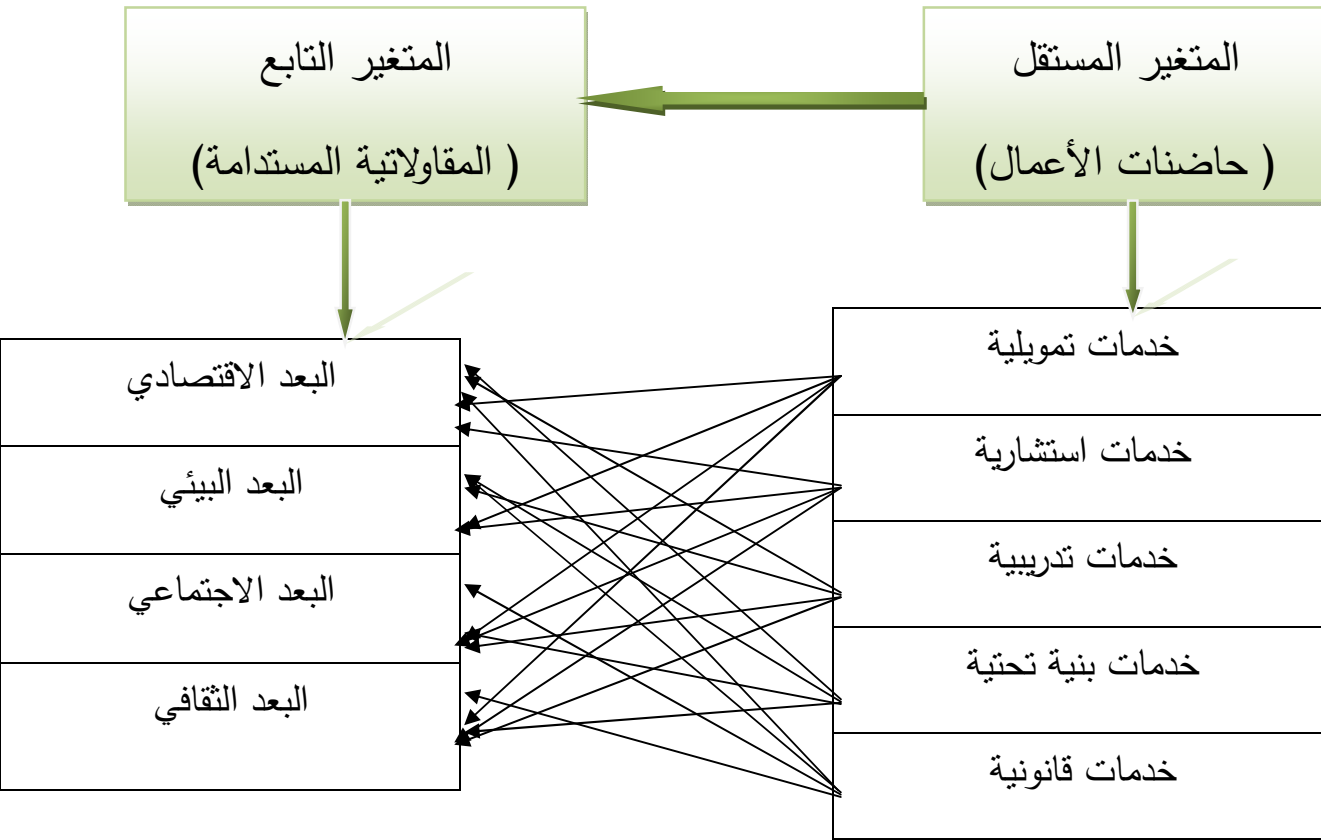 المتغير المستقل
( حاضنات الأعمال)
المتغير التابع
( المقاولاتية المستدامة)
خدمات تمويلية
خدمات استشارية
خدمات تدريبية
خدمات بنية تحتية
خدمات قانونية
البعد الاقتصادي
البعد البيئي
البعد الاجتماعي
البعد الثقافي